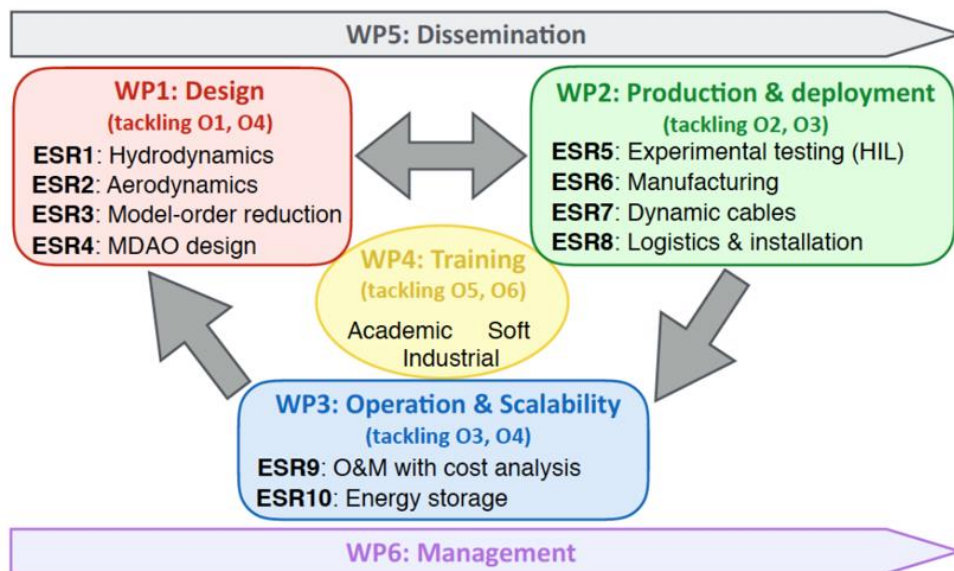 WP5: Dissemination
WP1: Design
(tackling O1, O4)
ESR1: Hydrodynamics
ESR2: Aerodynamics
ESR3: Model-order reduction
ESR4: MDAO design
WP2: Production & deployment
(tackling O2, O3)
ESR5: Experimental testing (HIL)
ESR6: Manufacturing
ESR7: Dynamic cables
ESR8: Logistics & installation
WP4: Training
(tackling O5, O6)
Academic Soft
Industrial
WP3: Operation & Scalability
(tackling O3, O4)
ESR9: O&M with cost analysis
ESR10: Energy storage
WP6: Management